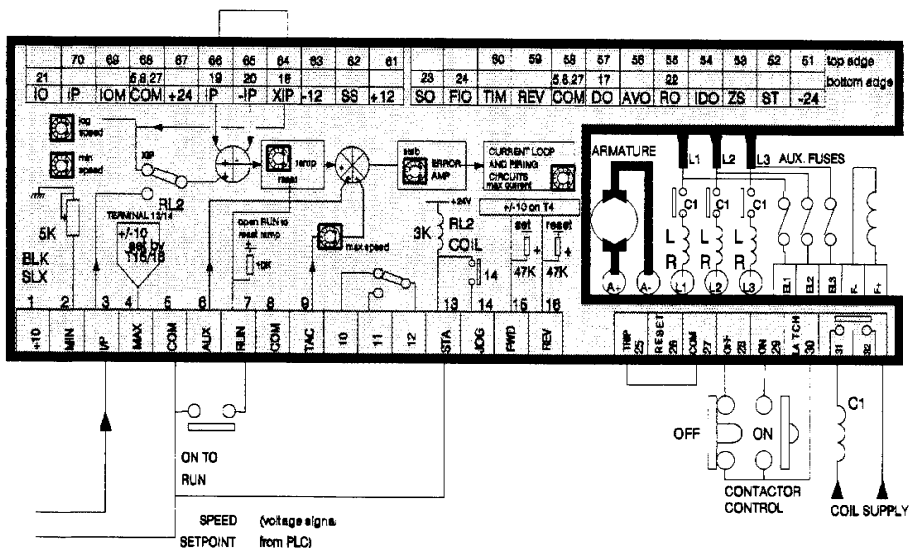 70 69 68 67 66 65 64 63 62 61
60 59 58 57 56 55 54 53 52 51 top edge
21 5,8,27 19 20 18
23 24 5,8,27 17 22 bottom edge
IO IP IOM COM +24 IP -IP XIP -12 SS +12
SO FIO TIM REV COM DO AVO RO IDO ZS ST -24
jog
speed
min
speed
XIP
RL2
TERMINAL 13/14
+/-10
set by
T15/16
5K
BLK
SLX
ramp
reset
open RUN to
reset ramp
10K
max speed
stab
ERROR
AMP
CURRENT LOOP
AND FIRING
CIRCUITS
max current
+24V
RL2
COIL
3K
14
+/-10 on T4
set reset
47K 47K
ARMATURE
L1 L2 L3 AUX. FUSES
C1 C1 C1
L L L
R R R
A+ A- L1 L2 L3 EL1 EL2 EL3 F- F+
1 2 3 4 5 6 7 8 9 10 11 12 13 14 15 16
+10 MIN I/P MAX COM AUX RUN COM TAC STA JOG FWD REV
TRIP 25
RESET 26
COM 27
OFF 28
ON 29
LATCH 30
31 32
ON TO
RUN
OFF ON
C1
CONTACTOR
CONTROL
COIL SUPPLY
SPEED (voltage signa
SETPOINT from PLC)